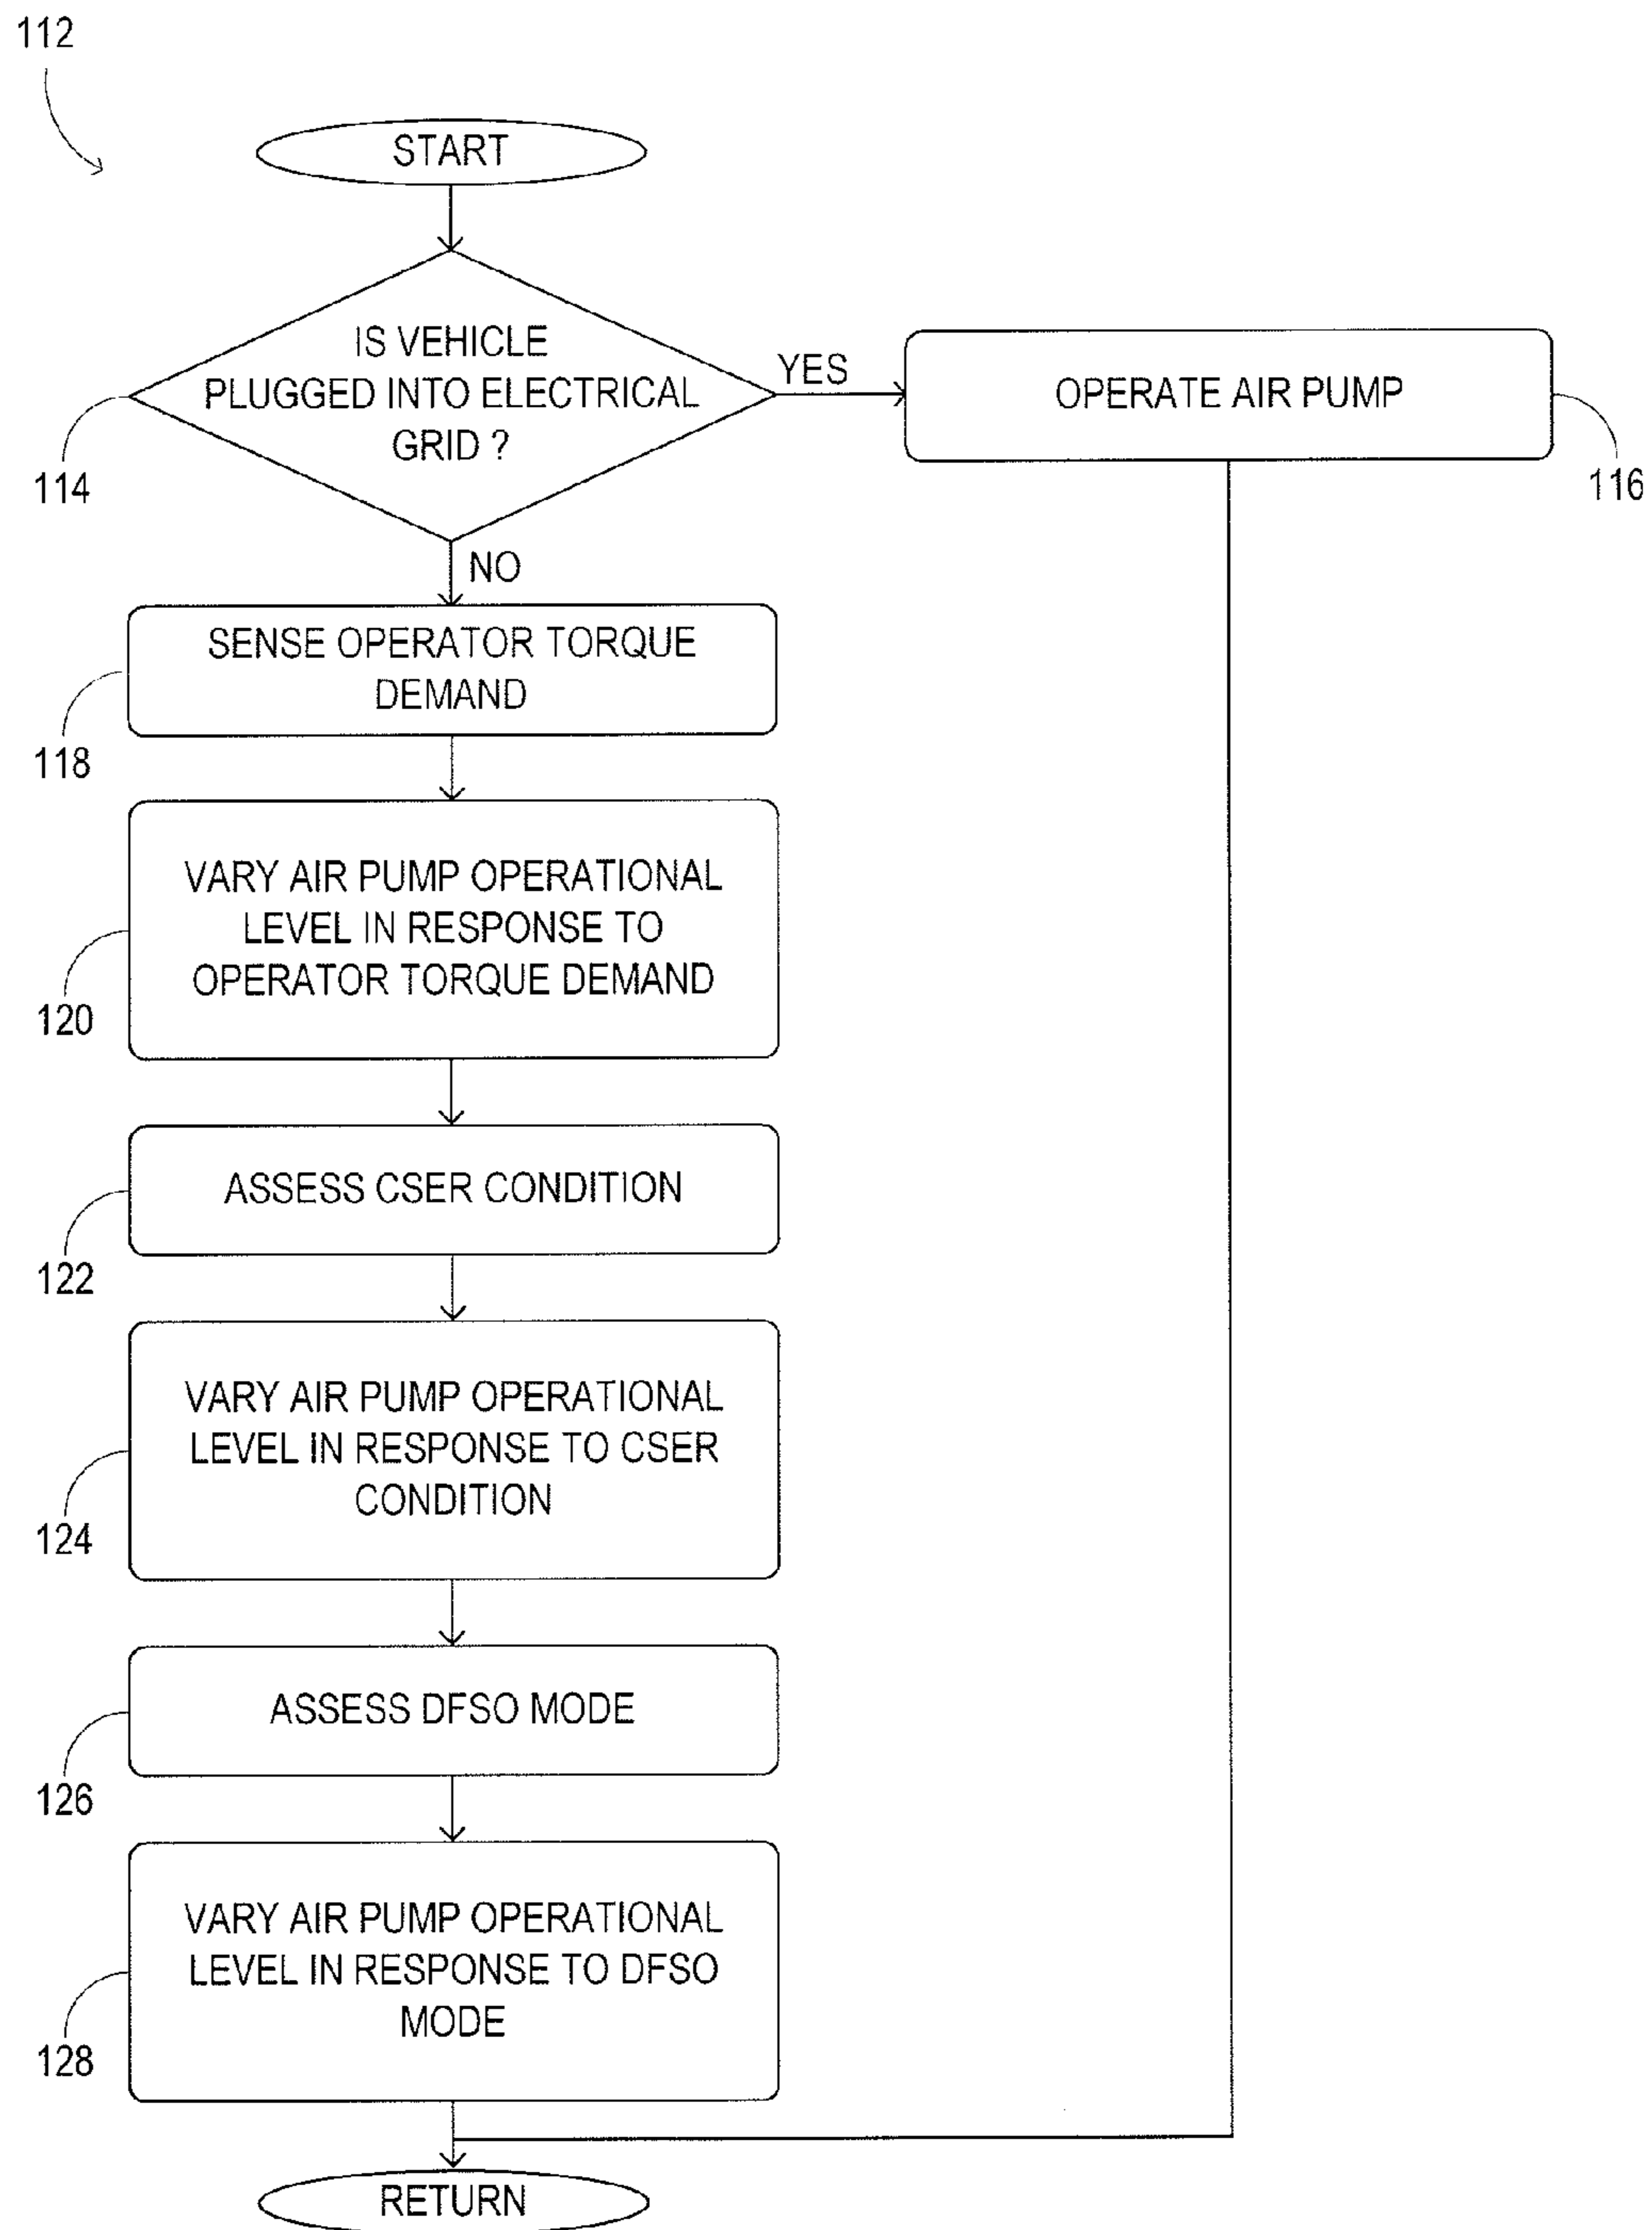 112
START
IS VEHICLE
PLUGGED INTO ELECTRICAL
GRID ?
YES
OPERATE AIR PUMP
114
116
NO
SENSE OPERATOR TORQUE
DEMAND
118
VARY AIR PUMP OPERATIONAL
LEVEL IN RESPONSE TO
OPERATOR TORQUE DEMAND
120
ASSESS CSER CONDITION
122
VARY AIR PUMP OPERATIONAL
LEVEL IN RESPONSE TO CSER
CONDITION
124
ASSESS DFSO MODE
126
VARY AIR PUMP OPERATIONAL
LEVEL IN RESPONSE TO DFSO
MODE
128
RETURN